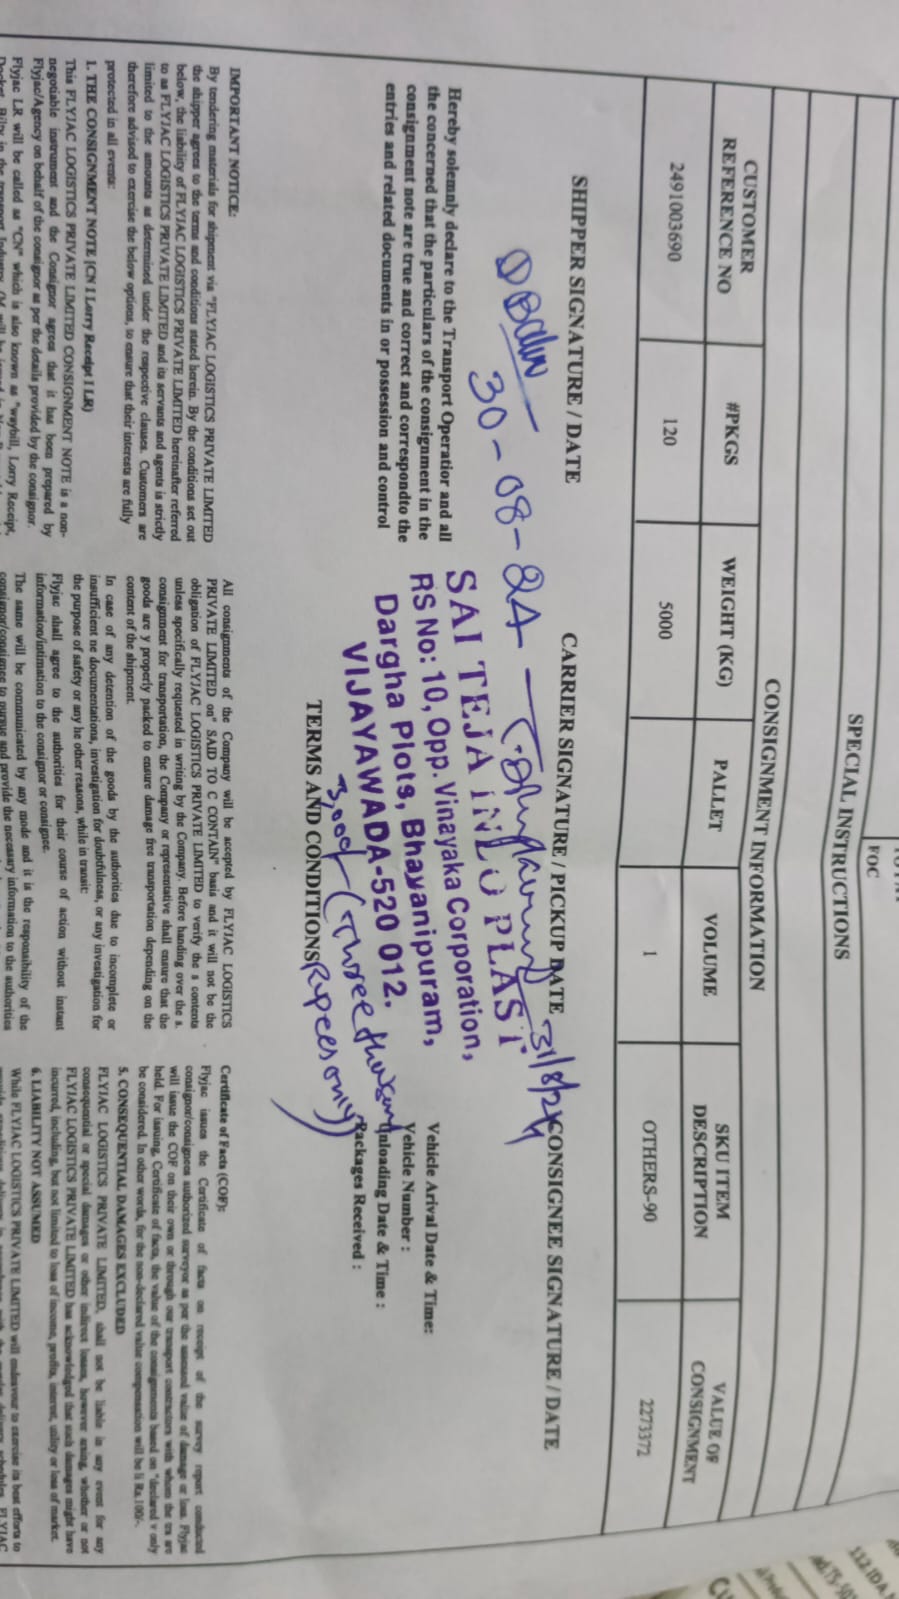 FOC
SPECIAL INSTRUCTIONS
CONSIGNMENT INFORMATION
CUSTOMER REFERENCE NO
#PKGS
WEIGHT (KG)
PALLET
VOLUME
SKU ITEM DESCRIPTION
VALUE OF CONSIGNMENT
2491003690
120
5000
1
OTHERS-90
2273372
SHIPPER SIGNATURE / DATE
CARRIER SIGNATURE / PICKUP DATE
CONSIGNEE SIGNATURE / DATE
30-08-24
31/8/24
SAI TEJA INFO PLAST
RS No: 10, Opp. Vinayaka Corporation,
Dargha Plots, Bhavanipuram,
VIJAYAWADA-520 012.
3,000/- (Three thousand
Rupees only)
Hereby solemnly declare to the Transport Operatior and all
the concerned that the particulars of the consignment in the
consignment note are true and correct and correspondto the
entries and related documents in or possession and control
Vehicle Arival Date & Time:
Vehicle Number :
Unloading Date & Time :
Packages Received :
TERMS AND CONDITIONS
IMPORTANT NOTICE:
By tendering materials for shipment via "FLYJAC LOGISTICS PRIVATE LIMITED
the shipper agrees to the terms and conditions stated herein. By the conditions set out
below, the liability of FLYJAC LOGISTICS PRIVATE LIMITED hereinafter referred
to as FLYJAC LOGISTICS PRIVATE LIMITED and its servants and agents is strictly
limited to the amounts as determined under the respective clauses. Customers are
therefore advised to exercise the below options, to ensure that their interests are fully
protected in all events:
1. THE CONSIGNMENT NOTE [CN I Lorry Receipt I LR)
This FLYJAC LOGISTICS PRIVATE LIMITED CONSIGNMENT NOTE is a non-
negotiable instrument and the Consignor agrees that it has been prepared by
Flyjac/Agency on behalf of the consignor as per the details provided by the consignor.
Flyjac LR will be called as "CN" which is also known as "waybill, Lorry Receipt,
All consignments of the Company will be accepted by FLYJAC LOGISTICS
PRIVATE LIMITED on" SAID TO C CONTAIN" basis and it will not be the
obligation of FLYJAC LOGISTICS PRIVATE LIMITED to verify the s contents
unless specifically requested in writing by the Company. Before handing over the s.
consignment for transportation, the Company or representative shall ensure that the
goods are y properly packed to ensure damage free transportation depending on the
content of the shipment.
In case of any detention of the goods by the authorities due to incomplete or
insufficient ne documentations, investigation for doubtfulness, or any investigation for
the purpose of safety or any he other reasons, while in transit:
Flyjac shall agree to the authorities for their course of action without instant
information/intimation to the consignor or consignee.
The same will be communicated by any mode and it is the responsibility of the
consignor/consignee to pursue and provide the necessary information to the authorities
Certificate of Facts (COF):
Flyjac issues the Certificate of facts on receipt of the survey report conducted
consignor/consignees authorized surveyor as per the assessed value of damage or loss. Flyjac
will issue the COF on their own or through our transport contractors with whom the tra are
held. For issuing, Certificate of facts, the value of the consignments based on "declared v only
be considered. In other words, for the non-declared value compensation will be li Rs.100/-.
5. CONSEQUENTIAL DAMAGES EXCLUDED
FLYJAC LOGISTICS PRIVATE LIMITED, shall not be liable in any event for any
consequential or special damages or other indirect losses, however arising, whether or not
FLYJAC LOGISTICS PRIVATE LIMITED has acknowledged that such damages might have
incurred, including, but not limited to loss of income, profits, interest, utility or loss of market.
6. LIABILITY NOT ASSUMED
While FLYJAC LOGISTICS PRIVATE LIMITED will endeavour to exercise its best efforts to